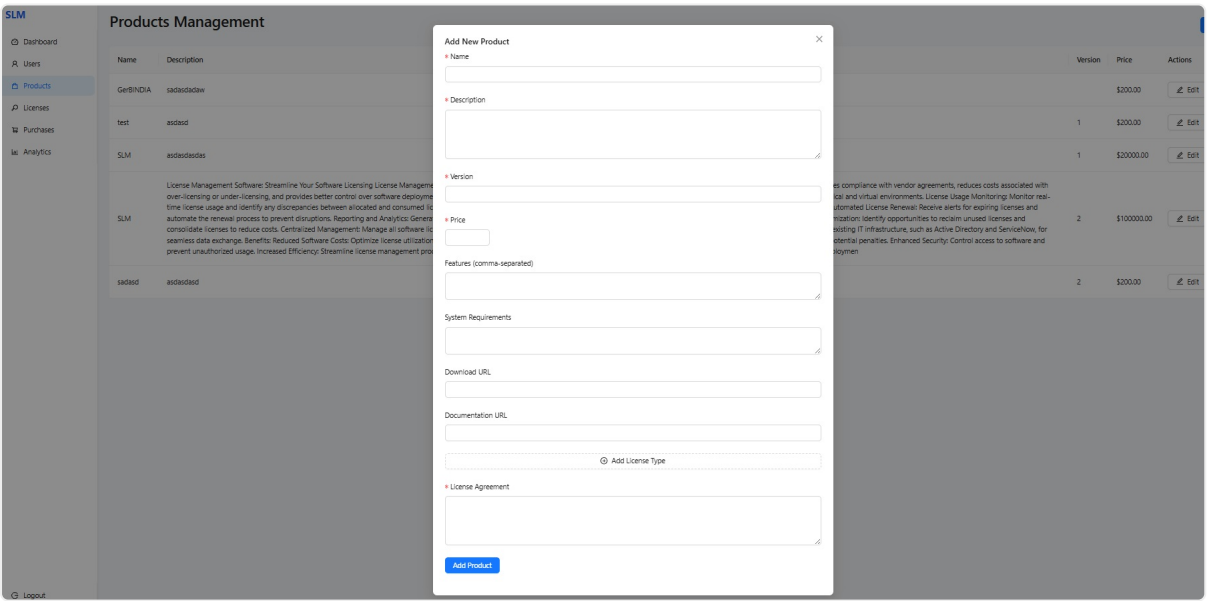 SLM
Dashboard
Users
Products
Licenses
Purchases
Analytics
Logout
Products Management
Name Description Version Price Actions
GerBINDIA sadasdadaw $200.00 Edit
test asdasd 1 $200.00 Edit
SLM asdasdasdas 1 $20000.00 Edit
SLM 2 $100000.00 Edit
License Management Software: Streamline Your Software Licensing License Manageme
over-licensing or under-licensing, and provides better control over software deployme
time license usage and identify any discrepancies between allocated and consumed lic
automate the renewal process to prevent disruptions. Reporting and Analytics: Genera
consolidate licenses to reduce costs. Centralized Management: Manage all software lic
seamless data exchange. Benefits: Reduced Software Costs: Optimize license utilization
prevent unauthorized usage. Increased Efficiency: Streamline license management proc
es compliance with vendor agreements, reduces costs associated with
ical and virtual environments. License Usage Monitoring: Monitor real-
utomated License Renewal: Receive alerts for expiring licenses and
mization: Identify opportunities to reclaim unused licenses and
existing IT infrastructure, such as Active Directory and ServiceNow, for
otential penalties. Enhanced Security: Control access to software and
ploymen
sadasd asdasdasd 2 $200.00 Edit
Add New Product
* Name
* Description
* Version
* Price
Features (comma-separated)
System Requirements
Download URL
Documentation URL
Add License Type
* License Agreement
Add Product